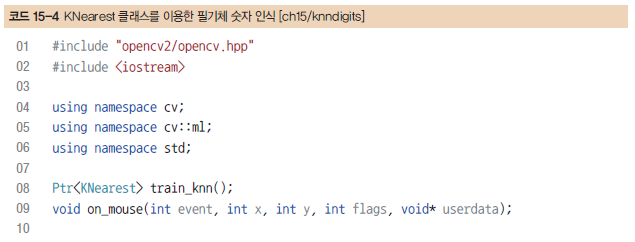 코드 15-4 KNearest 클래스를 이용한 필기체 숫자 인식 [ch15/knndigits]
01 #include "opencv2/opencv.hpp"
02 #include <iostream>
03
04 using namespace cv;
05 using namespace cv::ml;
06 using namespace std;
07
08 Ptr<KNearest> train_knn();
09 void on_mouse(int event, int x, int y, int flags, void* userdata);
10